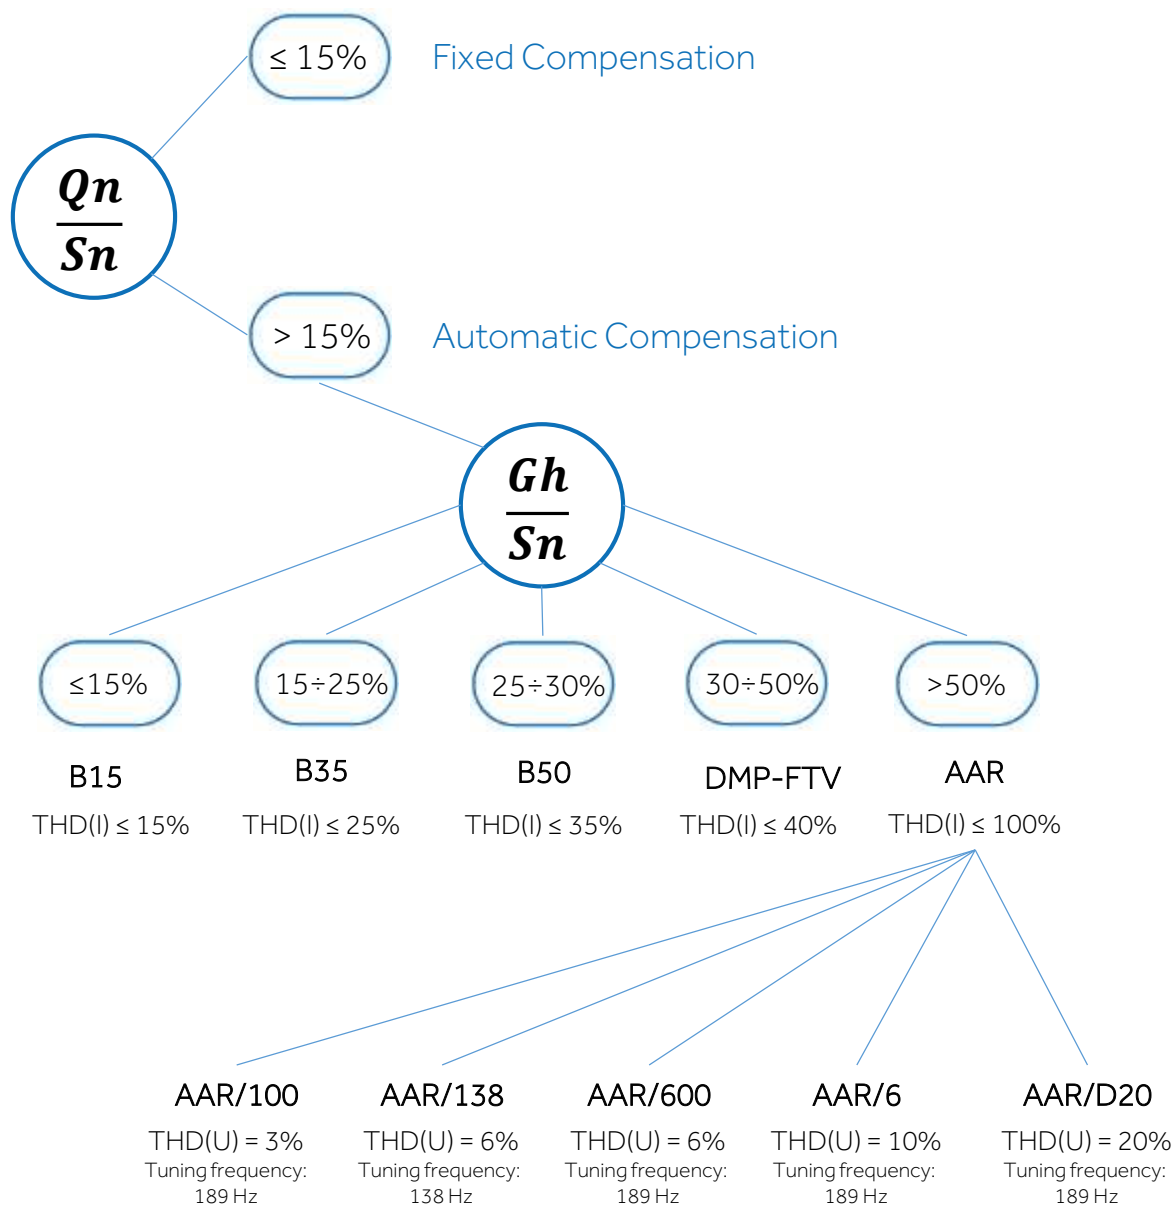 ≤ 15%
Fixed Compensation
Qn
Sn
> 15%
Automatic Compensation
Gh
Sn
≤15%
15÷25%
25÷30%
30÷50%
>50%
B15
B35
B50
DMP-FTV
AAR
THD(I) ≤ 15%
THD(I) ≤ 25%
THD(I) ≤ 35%
THD(I) ≤ 40%
THD(I) ≤ 100%
AAR/100
THD(U) = 3%
Tuning frequency:
189 Hz
AAR/138
THD(U) = 6%
Tuning frequency:
138 Hz
AAR/600
THD(U) = 6%
Tuning frequency:
189 Hz
AAR/6
THD(U) = 10%
Tuning frequency:
189 Hz
AAR/D20
THD(U) = 20%
Tuning frequency:
189 Hz